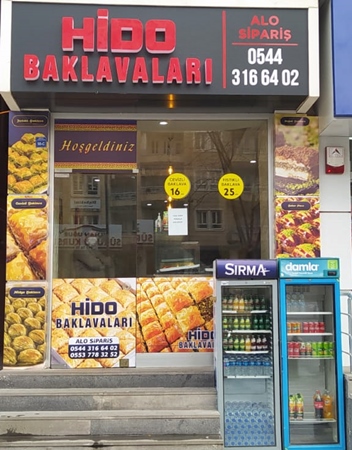 HİDO
BAKLAVALARI
ALO
SİPARİŞ
0544
316 64 02
Hoşgeldiniz
CEVİZLİ
BAKLAVA
16
FISTIKLI
BAKLAVA
25
HİDO
BAKLAVALARI
ALO SİPARİŞ
0544 316 64 02
0553 778 32 52
HİDO
BAKLAVALARI
SIRMA
damla